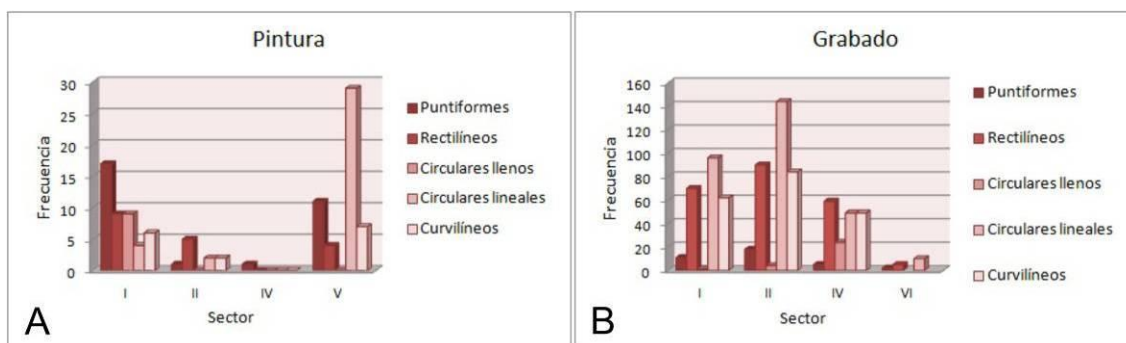 Pintura
Frecuencia
30
25
20
15
10
5
0
I II IV V
Sector
Puntiformes
Rectilíneos
Circulares llenos
Circulares lineales
Curvilíneos
A
Grabado
Frecuencia
160
140
120
100
80
60
40
20
0
I II IV VI
Sector
Puntiformes
Rectilíneos
Circulares llenos
Circulares lineales
Curvilíneos
B